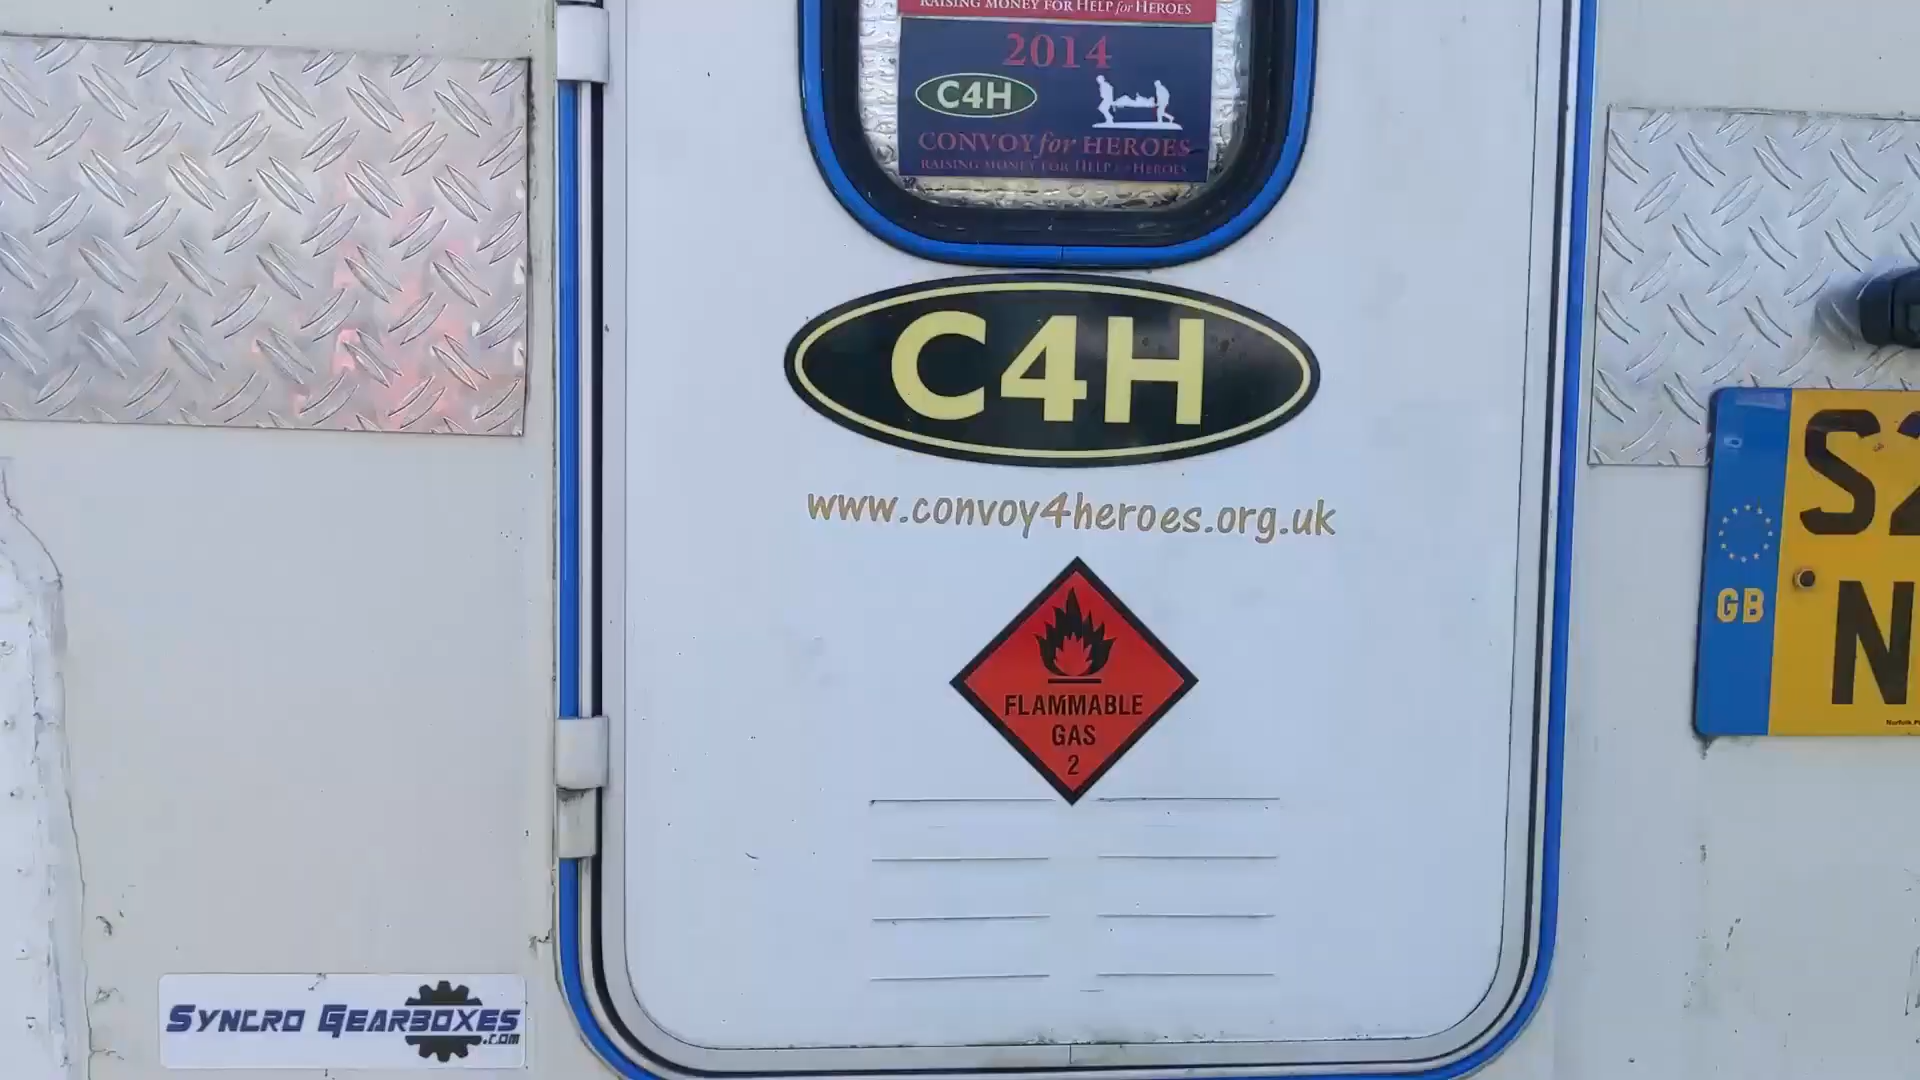 RAISING MONEY FOR HELP for HEROES
2014
C4H
CONVOY for HEROES
RAISING MONEY FOR HELP for HEROES
C4H
www.convoy4heroes.org.uk
FLAMMABLE
GAS
2
GB
S2
N
SYNCRO GEARBOXES
.COM